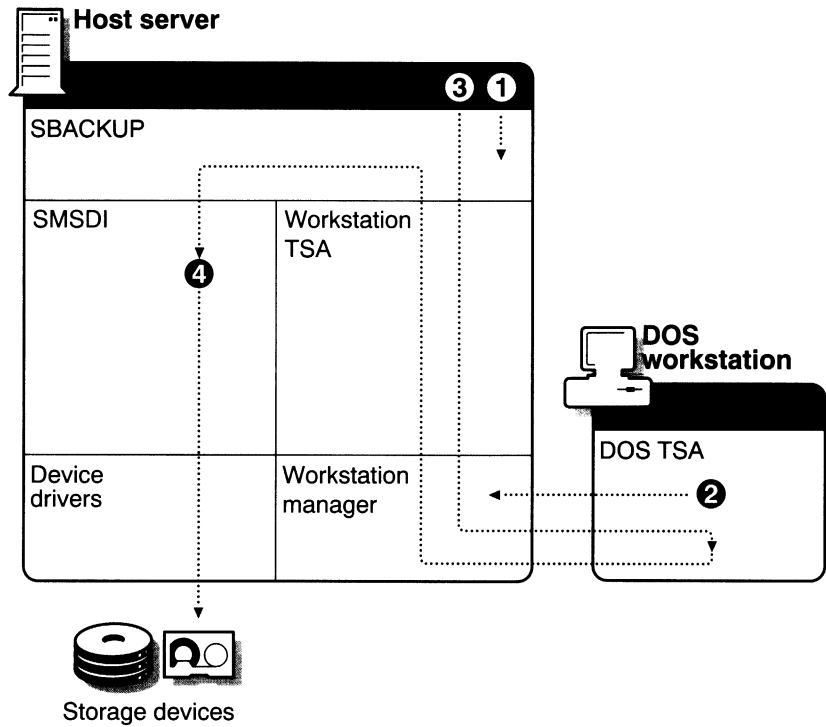 Host server
3 1
SBACKUP
SMSDI
Workstation
TSA
4
DOS
workstation
DOS TSA
Device
drivers
Workstation
manager
2
Storage devices